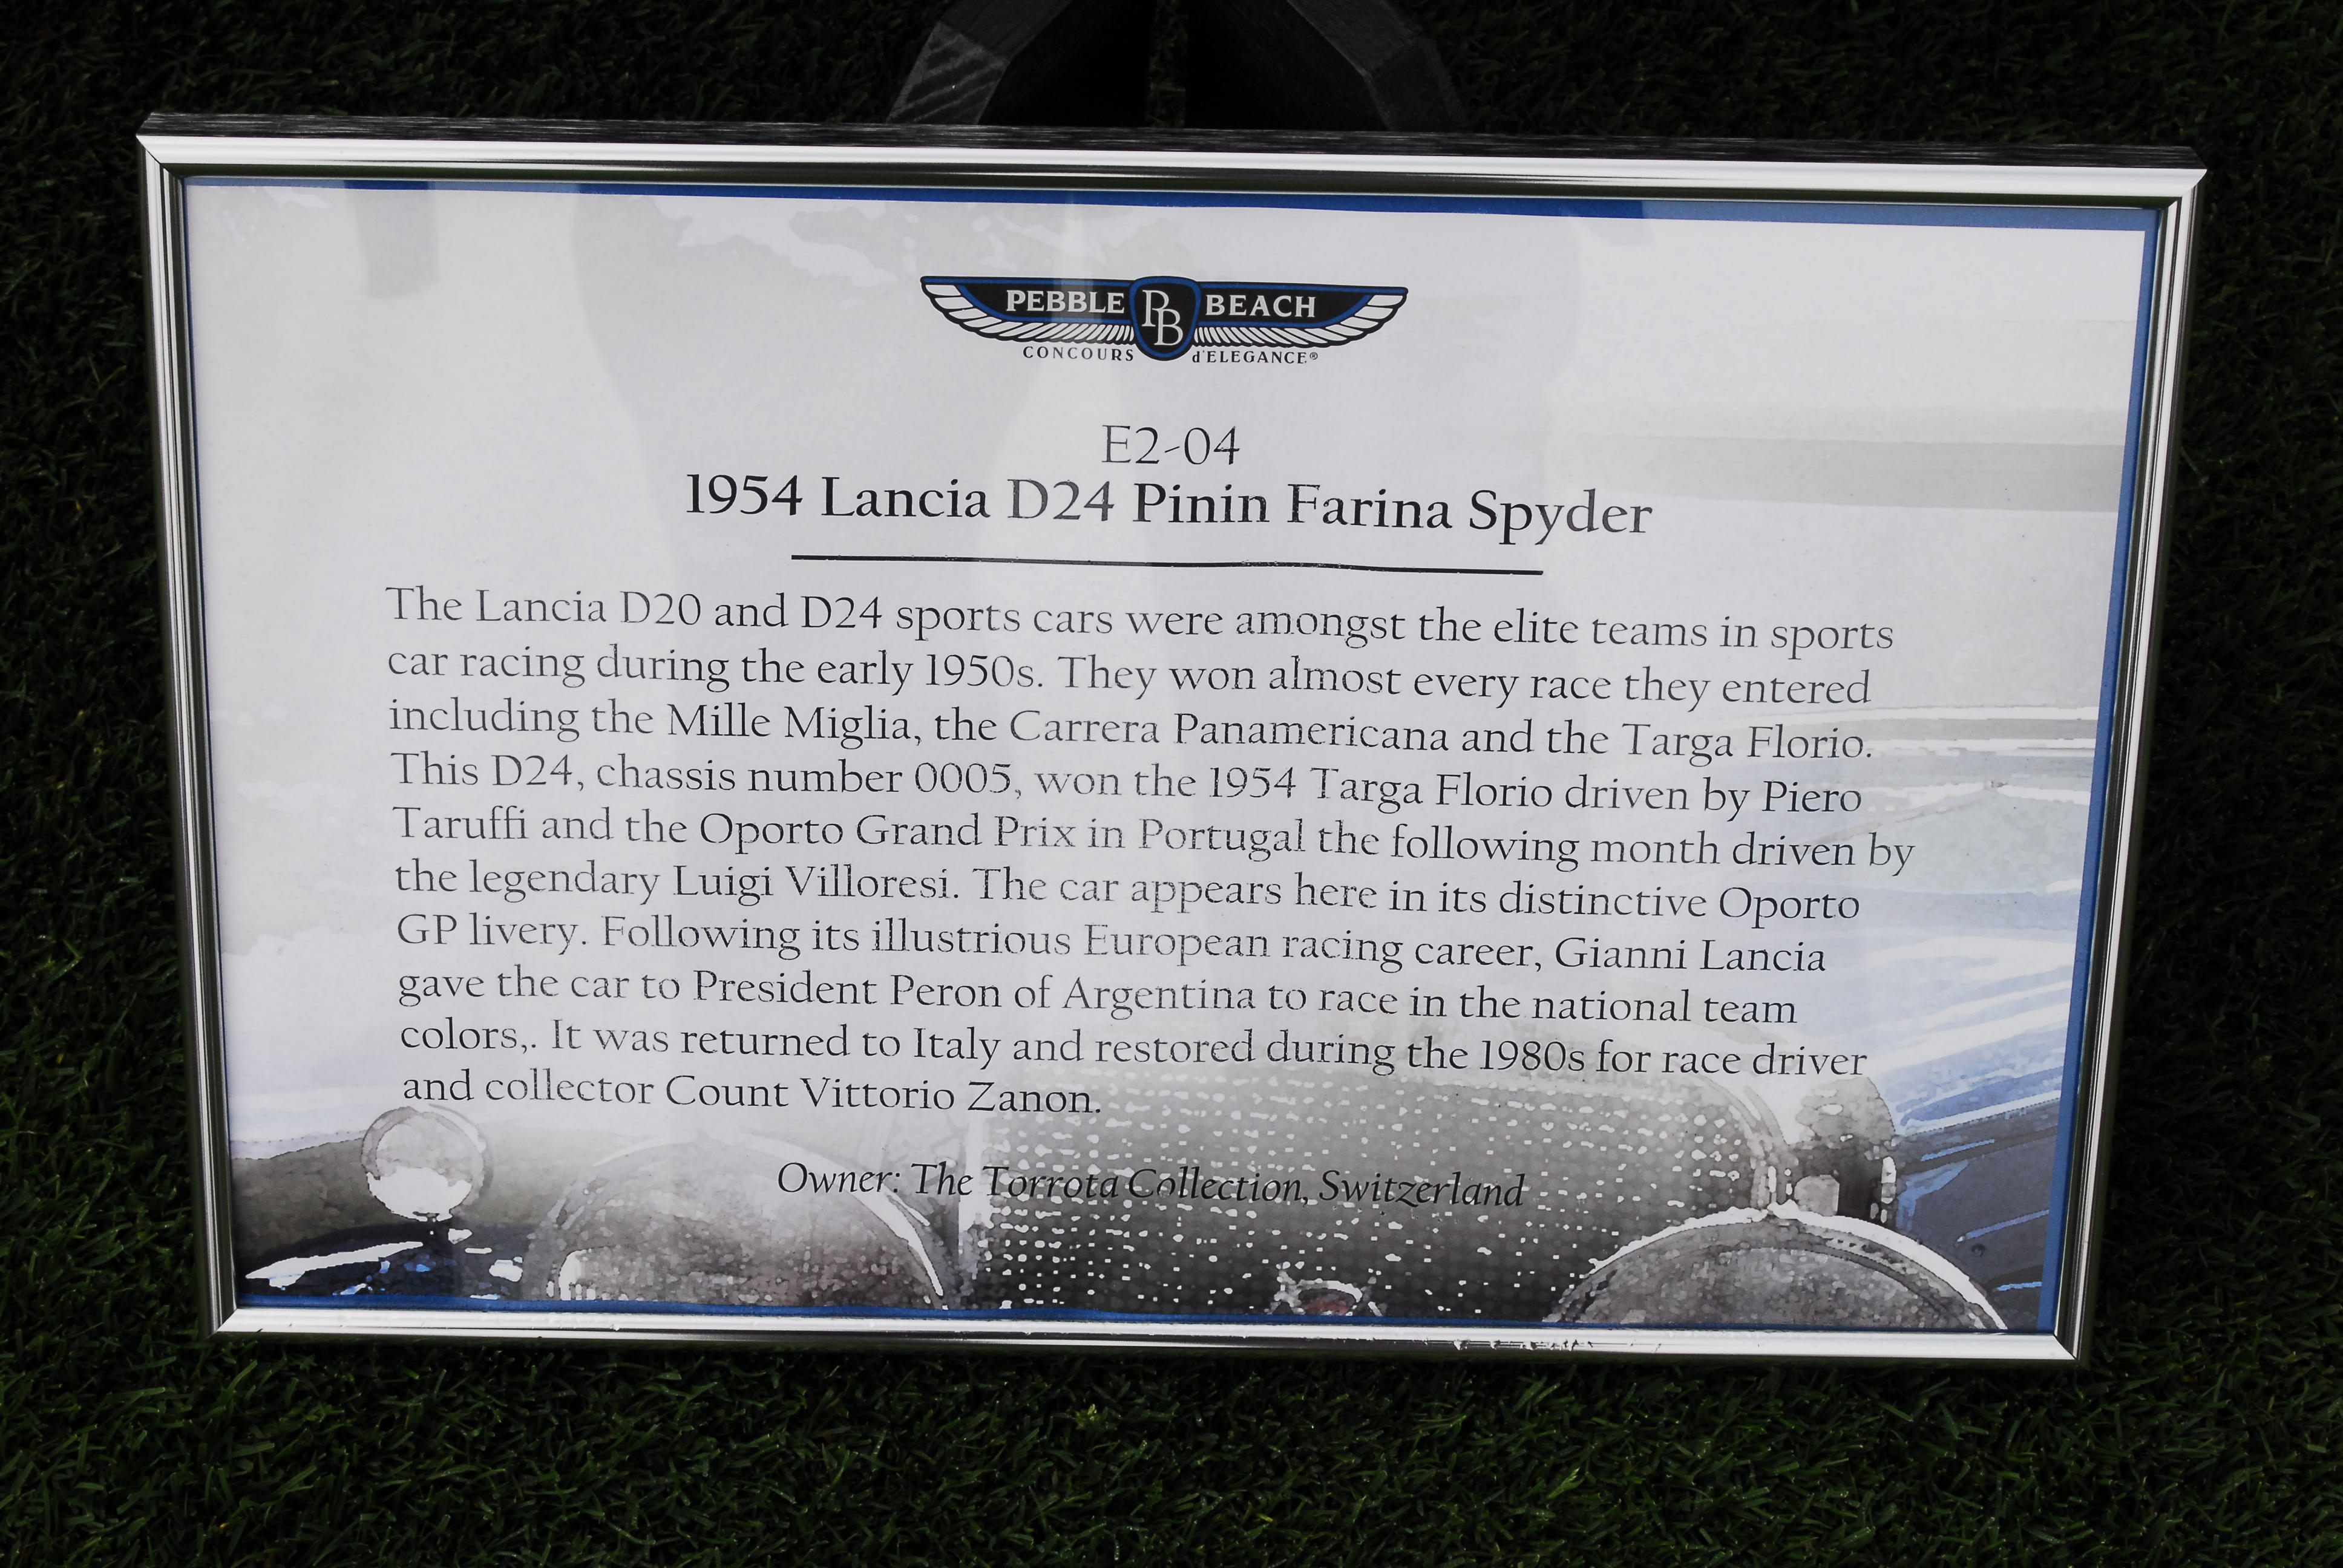 PEBBLE PB BEACH
CONCOURS d'ELEGANCE®
E2-04
1954 Lancia D24 Pinin Farina Spyder
The Lancia D20 and D24 sports cars were amongst the elite teams in sports
car racing during the early 1950s. They won almost every race they entered
including the Mille Miglia, the Carrera Panamericana and the Targa Florio.
This D24, chassis number 0005, won the 1954 Targa Florio driven by Piero
Taruffi and the Oporto Grand Prix in Portugal the following month driven by
the legendary Luigi Villoresi. The car appears here in its distinctive Oporto
GP livery. Following its illustrious European racing career, Gianni Lancia
gave the car to President Peron of Argentina to race in the national team
colors,. It was returned to Italy and restored during the 1980s for race driver
and collector Count Vittorio Zanon.
Owner: The Torrota Collection, Switzerland